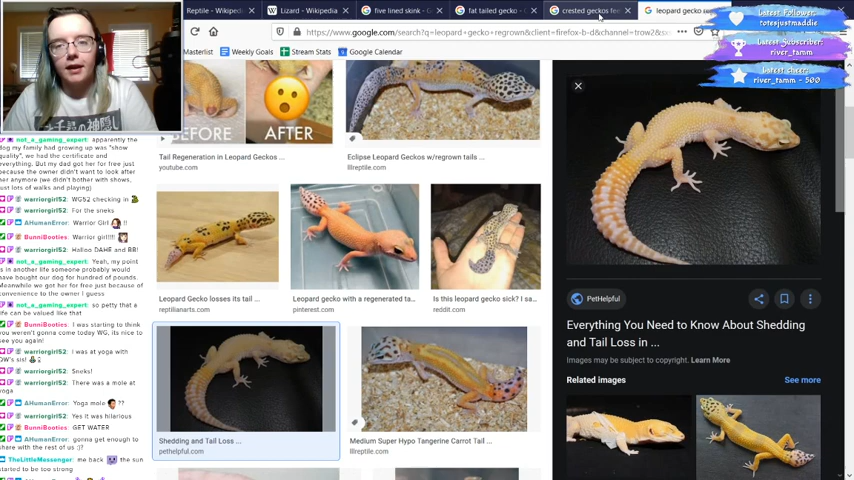 Reptile - Wikiped
Lizard - Wikipedia
five lined skink - G
fat tailed gecko - G
crested geckos fee
leopard gecko re
https://www.google.com/search?q=leopard+gecko+regrown&client=firefox-b-d&channel=trow2&s
Masterlist
Watchlist
Google Calendar
Latest Follower:
totesjustmaddie
Latest Subscriber:
river_tamm
Latest cheer:
river_tamm - 500
not_a_gaming_expert: apparently the
dog my family had growing up was "show
quality". we had the certificate and
everything. But my dad got her for free just
because the owner didn't want to look after
her anymore (we didn't bother with shows,
just lots of walks and playing)
warriorgirl52: WG52 checking in
warriorgirl52: For the sneks
AHumanError: Warrior Girl !!
BunniBooties: Warrior girl!!!!
warriorgirl52: Halloo DAHE and BB!
not_a_gaming_expert: Yeah, my point
is in another life someone probably would
have bought our dog for hundred of pounds.
Meanwhile we got her for free just because of
convenience to the owner I guess
not_a_gaming_expert: so petty that a
life can be valued like that
BunniBooties: I was starting to think
you weren't gonna come today WG, its nice to
see you again!
warriorgirl52: I was at yoga with
OW's sis!
warriorgirl52: Sneks!
warriorgirl52: There was a mole at
yoga
AHumanError: Yoga mole ??
warriorgirl52: Yes it was hilarious
BunniBooties: GET WATER
AHumanError: gonna get enough to
share with the rest of us :)?
TheLittleMessenger: me back the sun
started to be too strong
BEFORE
AFTER
Tail Regeneration in Leopard Geckos ...
youtube.com
Eclipse Leopard Geckos w/regrown tails ...
lllreptile.com
Leopard Gecko losses its tail ...
reptilianarts.com
Leopard gecko with a regenerated ta...
pinterest.com
Is this leopard gecko sick? I sa...
reddit.com
Shedding and Tail Loss ...
pethelpful.com
Medium Super Hypo Tangerine Carrot Tail ...
lllreptile.com
PetHelpful
Everything You Need to Know About Shedding
and Tail Loss in ...
Images may be subject to copyright. Learn More
Related images
See more